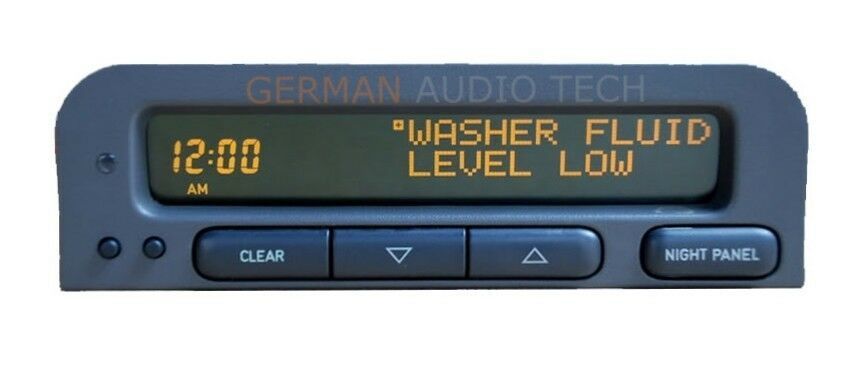 GERMAN AUDIO TECH
WASHER FLUID
12:00 LEVEL LOW
AM
CLEAR
NIGHT PANEL